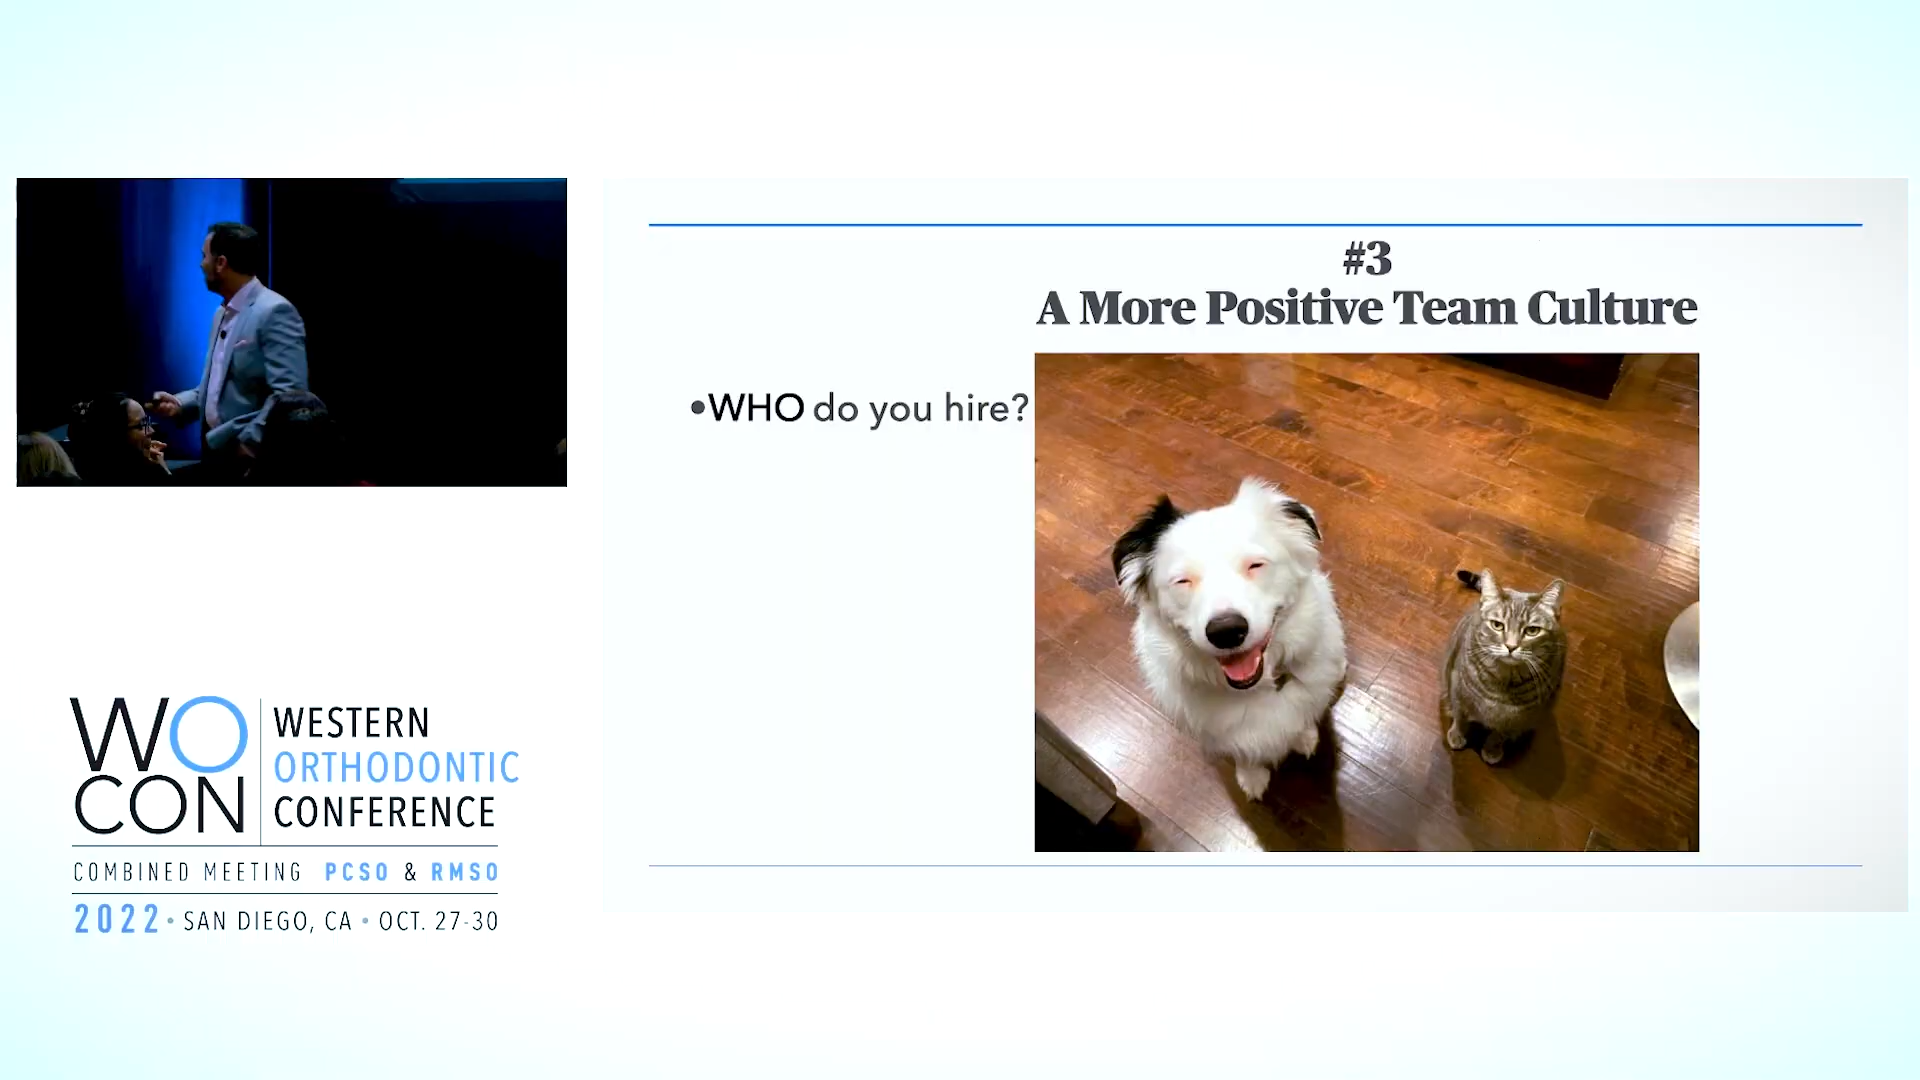 #3
A More Positive Team Culture
•WHO do you hire?
WO
CON
WESTERN
ORTHODONTIC
CONFERENCE
COMBINED MEETING PCSO & RMSO
2022 • SAN DIEGO, CA • OCT. 27-30